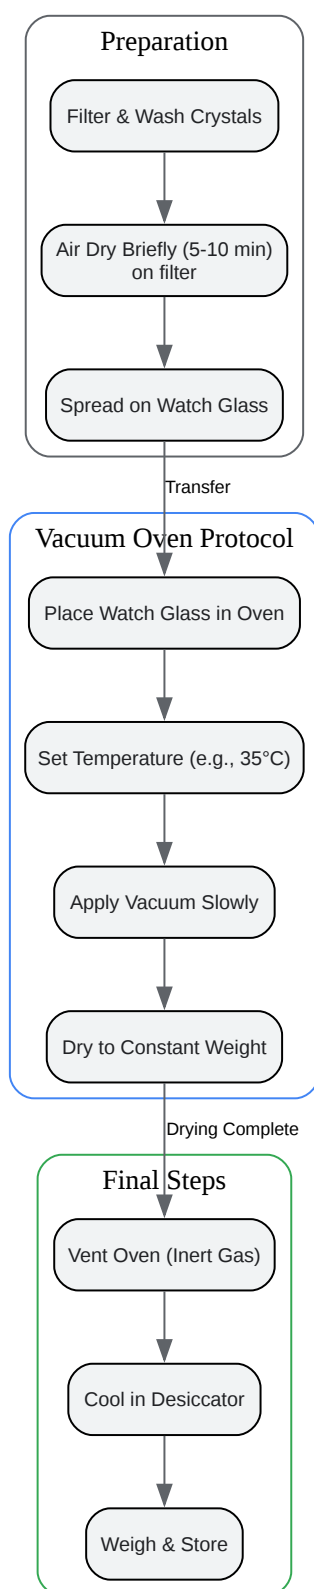 Preparation
Filter & Wash Crystals
Air Dry Briefly (5-10 min)
on filter
Spread on Watch Glass
Transfer
Vacuum Oven Protocol
Place Watch Glass in Oven
Set Temperature (e.g., 35°C)
Apply Vacuum Slowly
Dry to Constant Weight
Drying Complete
Final Steps
Vent Oven (Inert Gas)
Cool in Desiccator
Weigh & Store